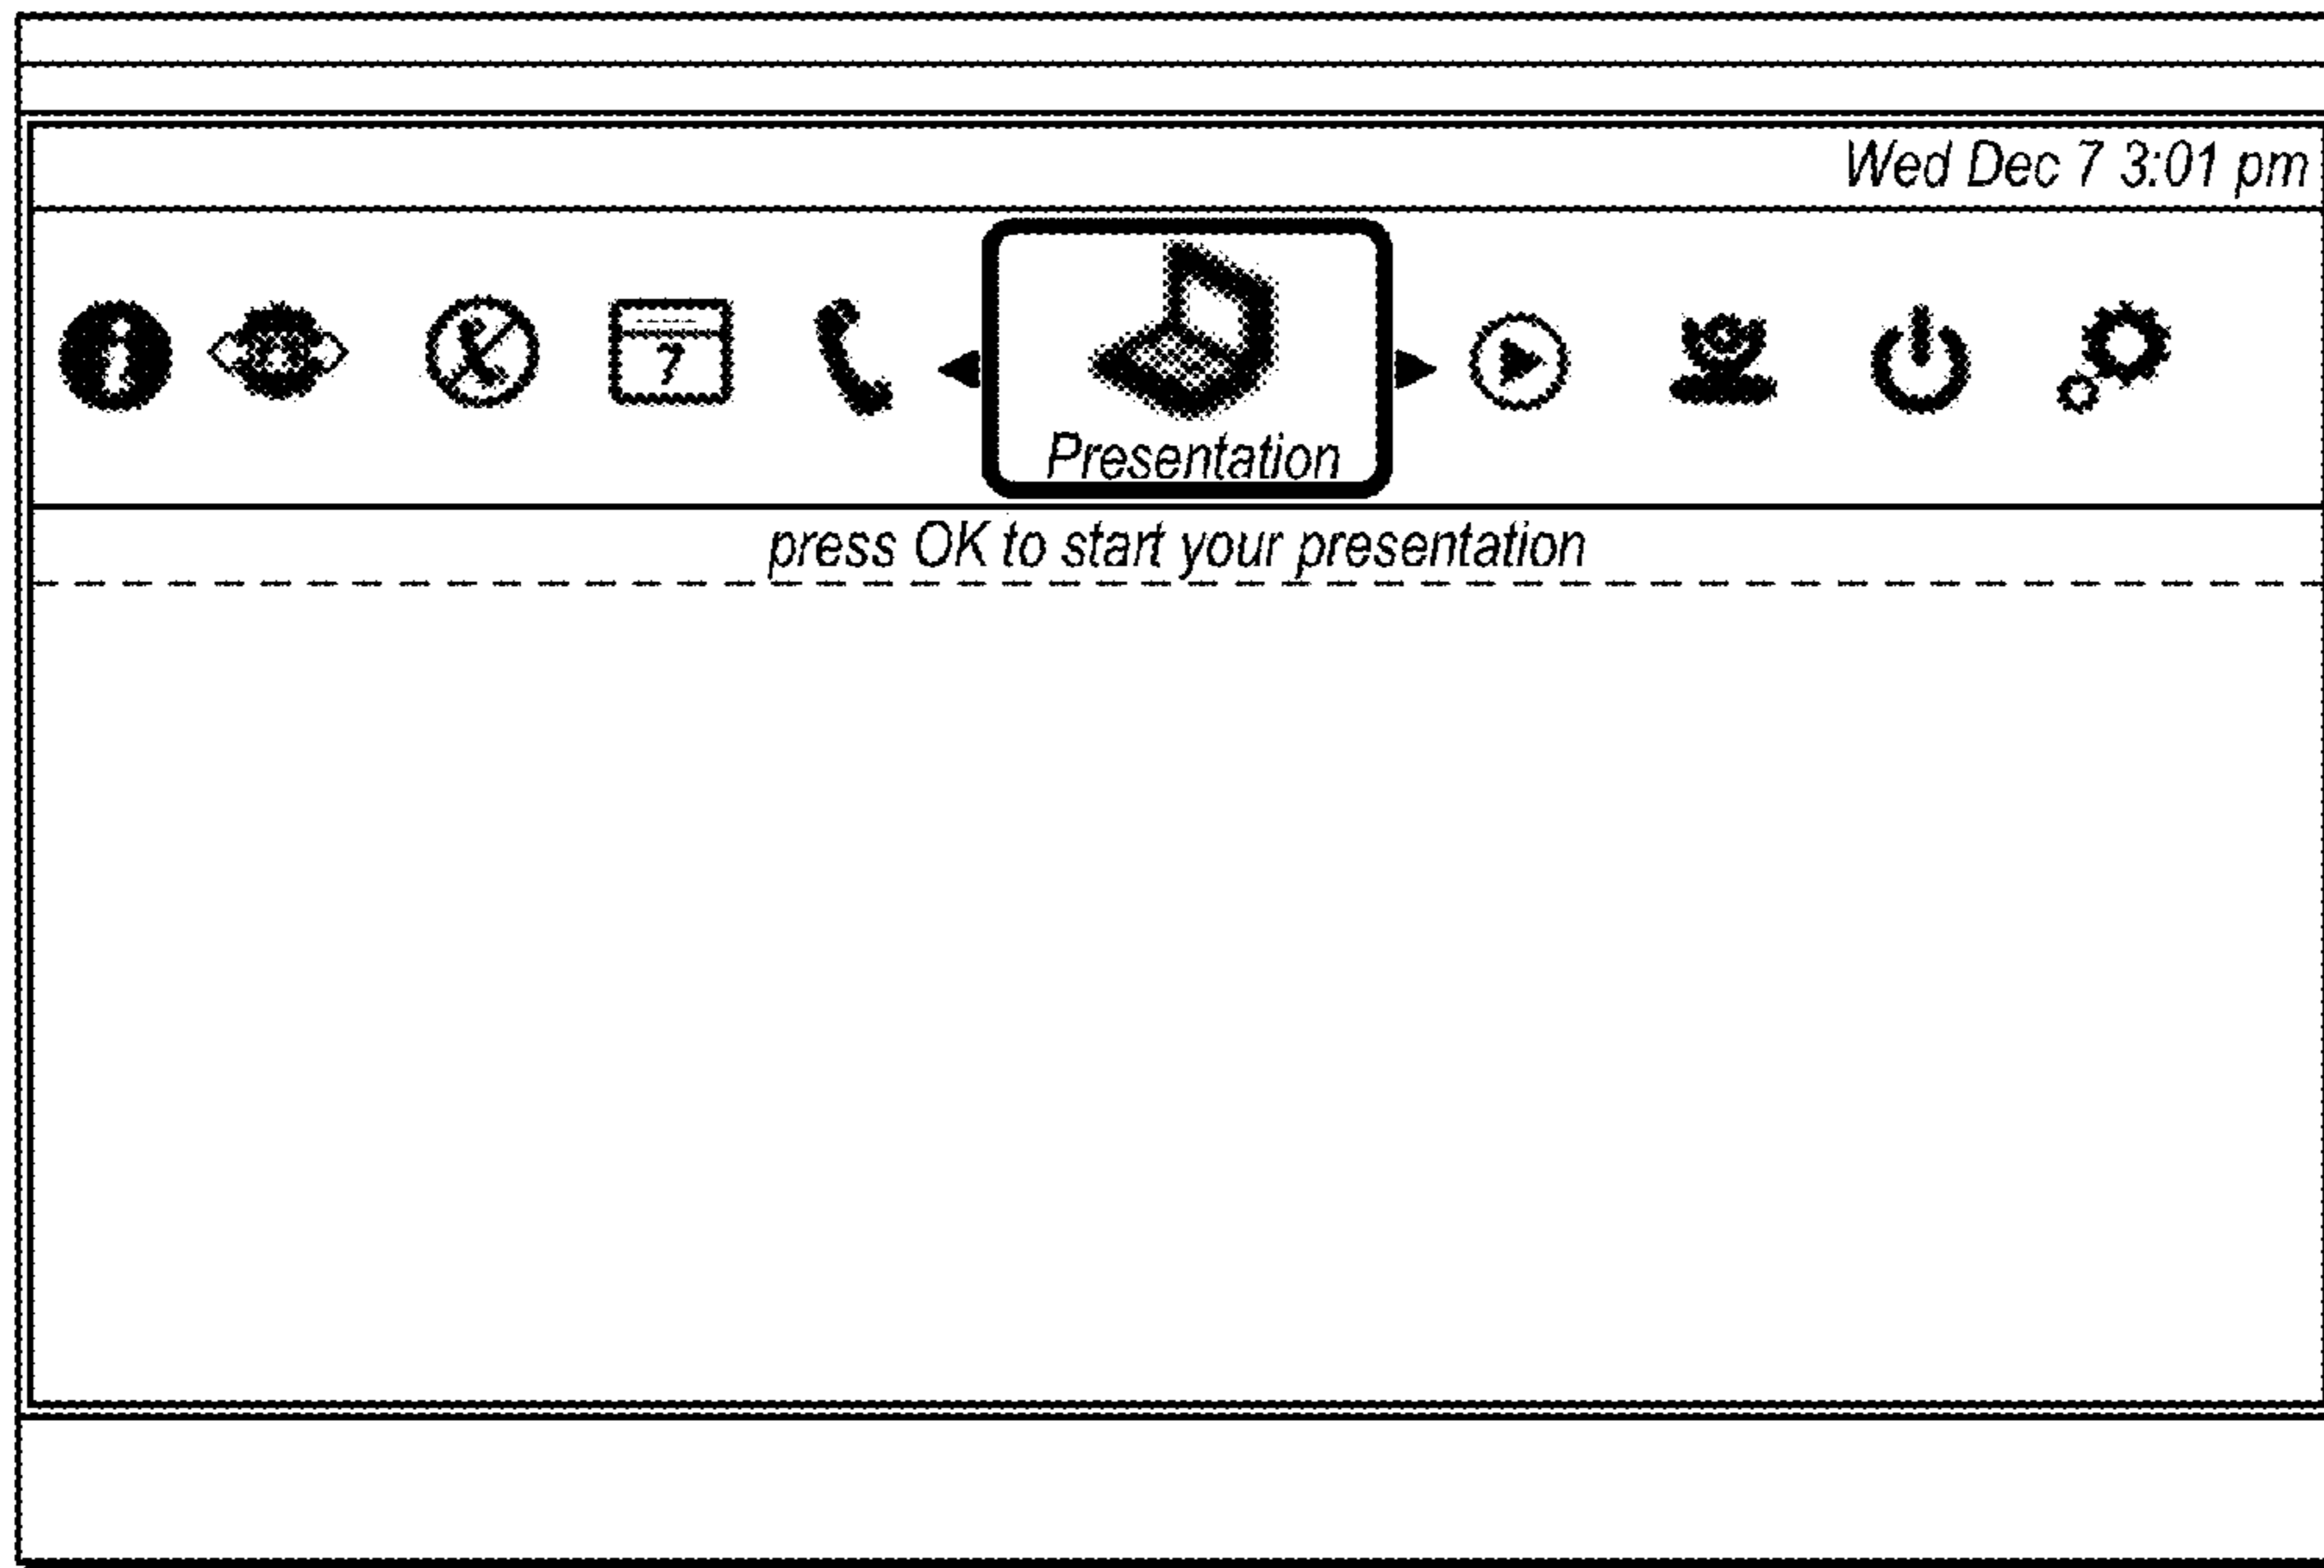 Wed Dec 7 3:01 pm
7
Presentation
press OK to start your presentation